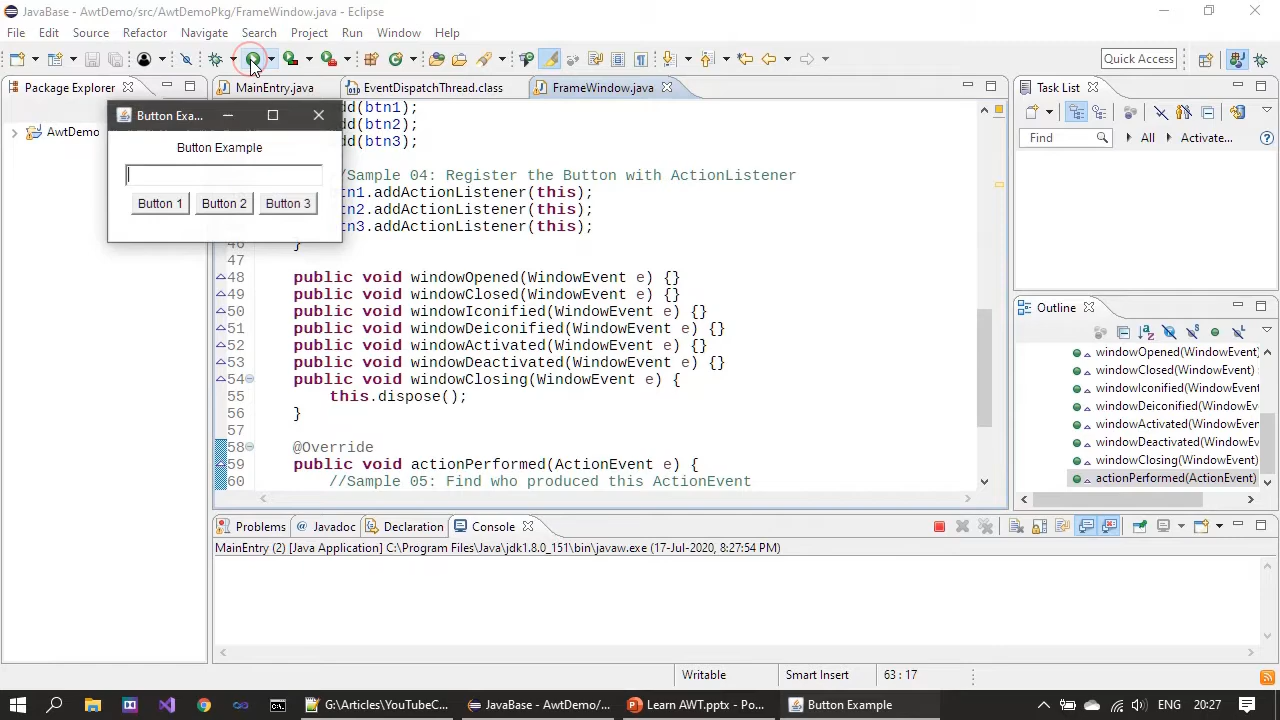 JavaBase - AwtDemo/src/AwtDemoPkg/FrameWindow.java - Eclipse
File Edit Source Refactor Navigate Search Project Run Window Help
Quick Access
Package Explorer
MainEntry.java
EventDispatchThread.class
FrameWindow.java
Task List
AwtDemo
Find
All
Activate...
Button Exa...
Button Example
Button 1 Button 2 Button 3
dd(btn1);
dd(btn2);
dd(btn3);
/Sample 04: Register the Button with ActionListener
tn1.addActionListener(this);
tn2.addActionListener(this);
tn3.addActionListener(this);
46 }
47
48 public void windowOpened(WindowEvent e) {}
49 public void windowClosed(WindowEvent e) {}
50 public void windowIconified(WindowEvent e) {}
51 public void windowDeiconified(WindowEvent e) {}
52 public void windowActivated(WindowEvent e) {}
53 public void windowDeactivated(WindowEvent e) {}
54 public void windowClosing(WindowEvent e) {
55 this.dispose();
56 }
57
58 @Override
59 public void actionPerformed(ActionEvent e) {
60 //Sample 05: Find who produced this ActionEvent
Outline
windowOpened(WindowEvent)
windowClosed(WindowEvent)
windowIconified(WindowEvent
windowDeiconified(WindowEv
windowActivated(WindowEver
windowDeactivated(WindowEv
windowClosing(WindowEvent)
actionPerformed(ActionEvent)
Problems @ Javadoc Declaration Console
MainEntry (2) [Java Application] C:\Program Files\Java\jdk1.8.0_151\bin\javaw.exe (17-Jul-2020, 8:27:54 PM)
Writable
Smart Insert
63 : 17
G:\Articles\YouTubeC...
JavaBase - AwtDemo/...
Learn AWT.pptx - Po...
Button Example
ENG
20:27